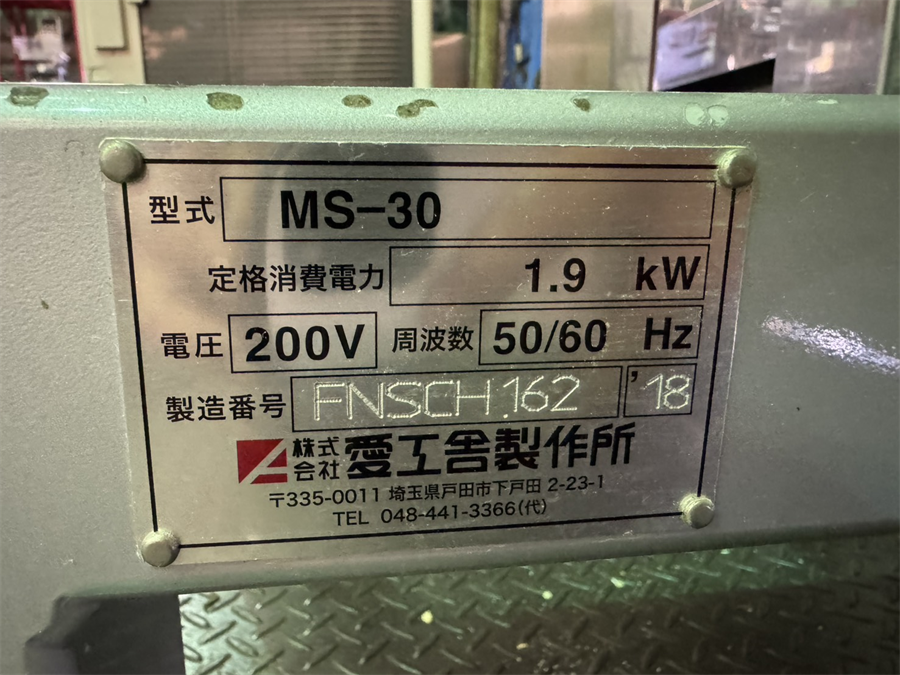 型式 MS-30
定格消費電力 1.9 kW
電圧 200V 周波数 50/60 Hz
製造番号 FNSCH.162 '18
株式会社 愛工舎製作所
〒335-0011 埼玉県戸田市下戸田 2-23-1
TEL 048-441-3366(代)